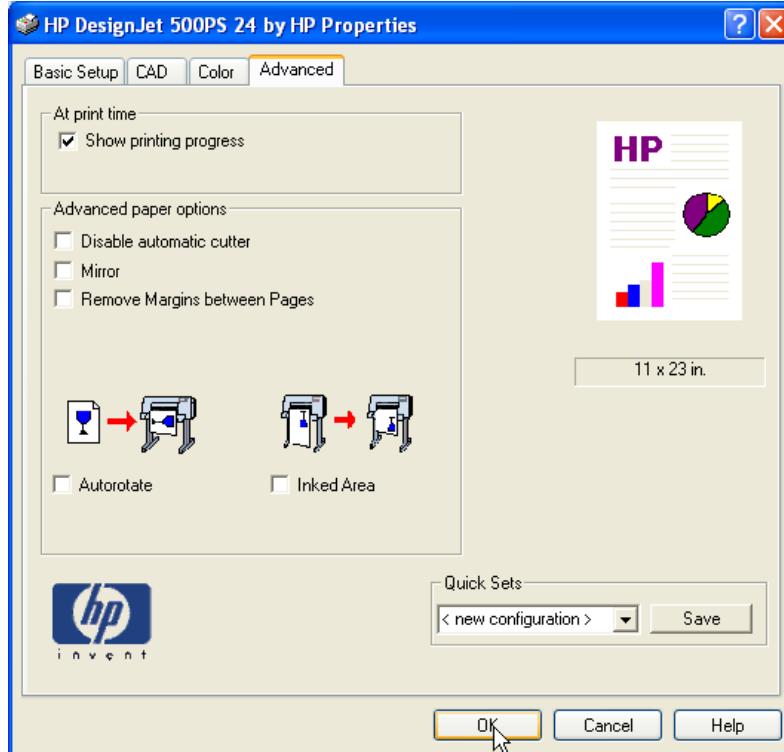 HP DesignJet 500PS 24 by HP Properties
Basic Setup CAD Color Advanced
At print time
Show printing progress
Advanced paper options
Disable automatic cutter
Mirror
Remove Margins between Pages
Autorotate Inked Area
HP
11 x 23 in.
hp
invent
Quick Sets
< new configuration > Save
OK Cancel Help